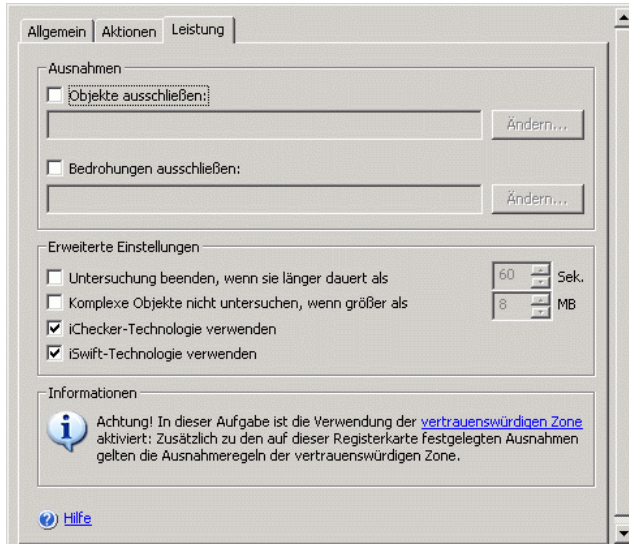 Allgemein Aktionen Leistung
Ausnahmen
Objekte ausschließen:
Ändern...
Bedrohungen ausschließen:
Ändern...
Erweiterte Einstellungen
Untersuchung beenden, wenn sie länger dauert als 60 Sek.
Komplexe Objekte nicht untersuchen, wenn größer als 8 MB
iChecker-Technologie verwenden
iSwift-Technologie verwenden
Informationen
Achtung! In dieser Aufgabe ist die Verwendung der vertrauenswürdigen Zone
aktiviert: Zusätzlich zu den auf dieser Registerkarte festgelegten Ausnahmen
gelten die Ausnahmeregeln der vertrauenswürdigen Zone.
Hilfe